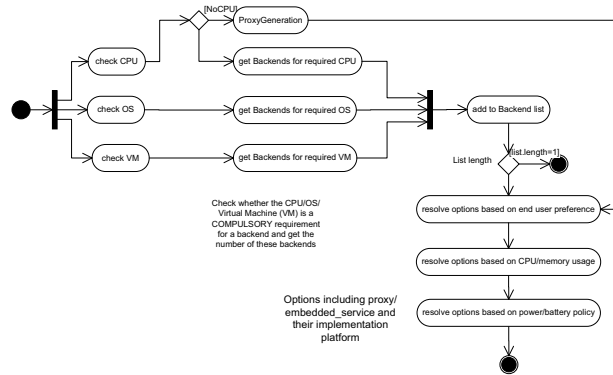 [NoCPU]
ProxyGeneration
check CPU
get Backends for required CPU
check OS
get Backends for required OS
add to Backend list
check VM
get Backends for required VM
[list.length=1]
List length
Check whether the CPU/OS/
Virtual Machine (VM) is a
COMPULSORY requirement
for a backend and get the
number of these backends
resolve options based on end user preference
resolve options based on CPU/memory usage
Options including proxy/
embedded_service and
their implementation
platform
resolve options based on power/battery policy